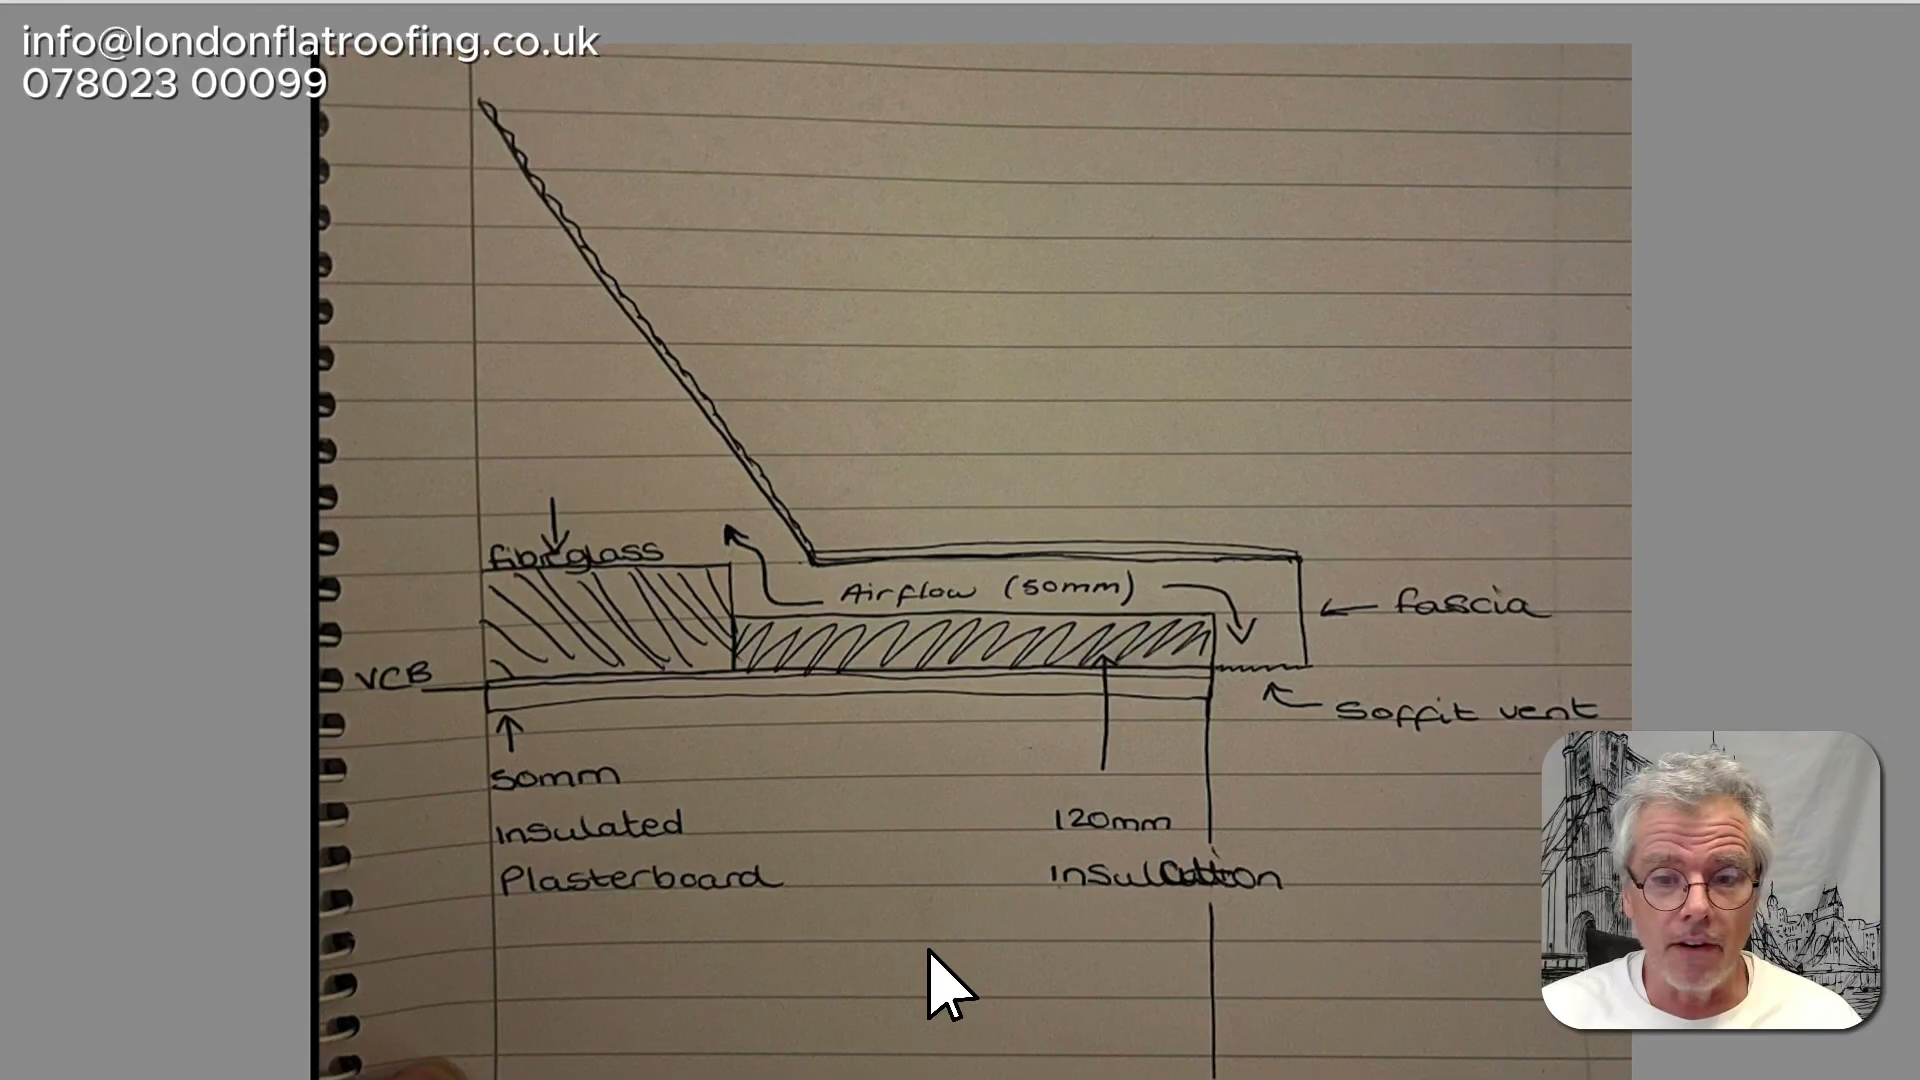 info@londonflatroofing.co.uk
078023 00099
fibreglass
Airflow (50mm)
fascia
VCB
Soffit vent
50mm
insulated
Plasterboard
120mm
insulation